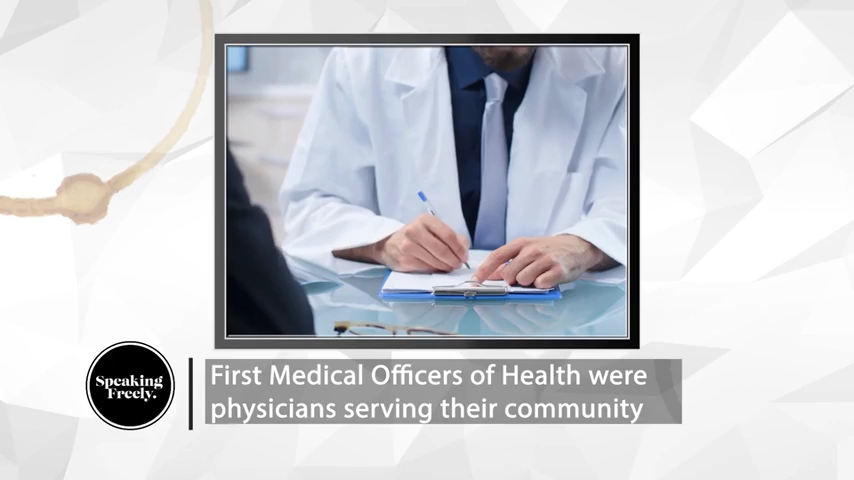 Speaking
Freely.
First Medical Officers of Health were
physicians serving their community